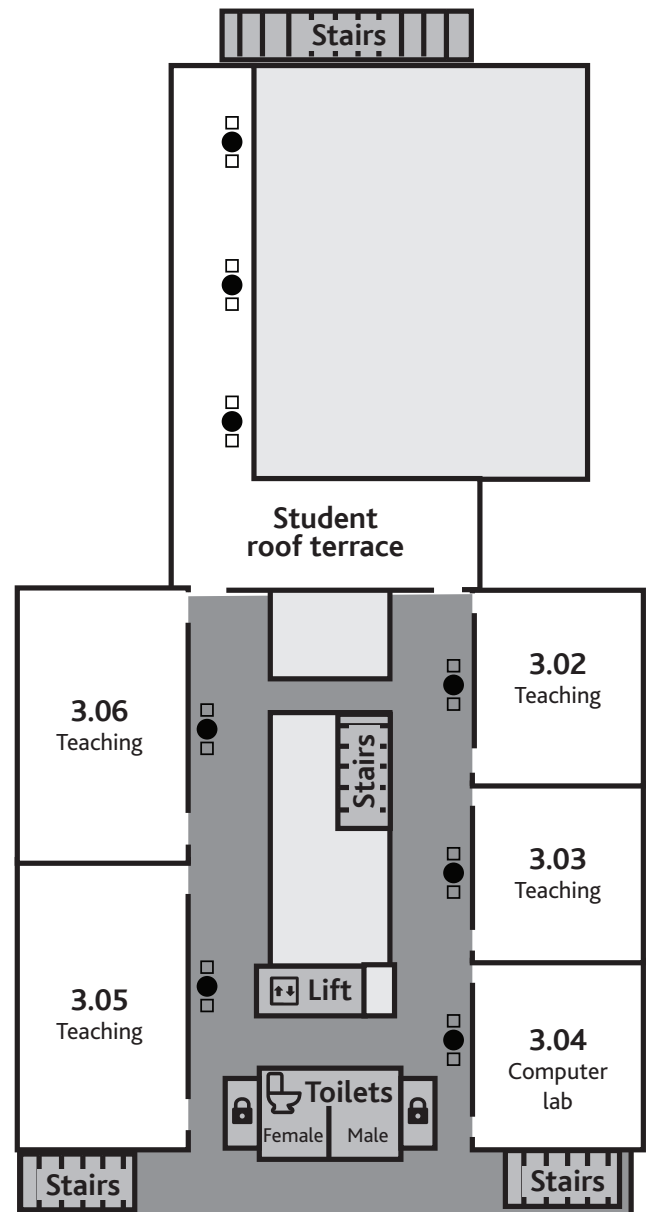 Stairs
Student
roof terrace
3.06
Teaching
3.02
Teaching
Stairs
3.03
Teaching
Lift
3.05
Teaching
3.04
Computer
lab
Toilets
Female
Male
Stairs
Stairs